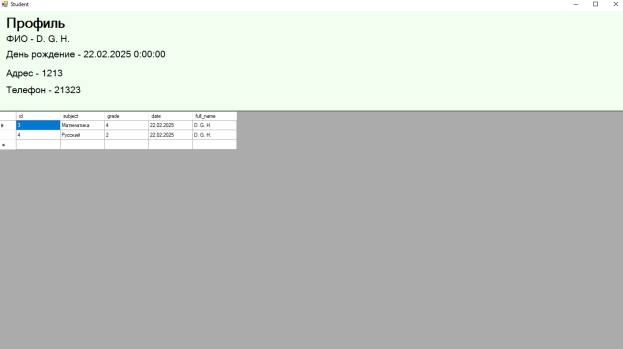 Student
Профиль
ФИО - D. G. H.
День рождение - 22.02.2025 0:00:00
Адрес - 1213
Телефон - 21323
id subject grade date full_name
3 Математика 4 22.02.2025 D. G. H.
4 Русский 2 22.02.2025 D. G. H.